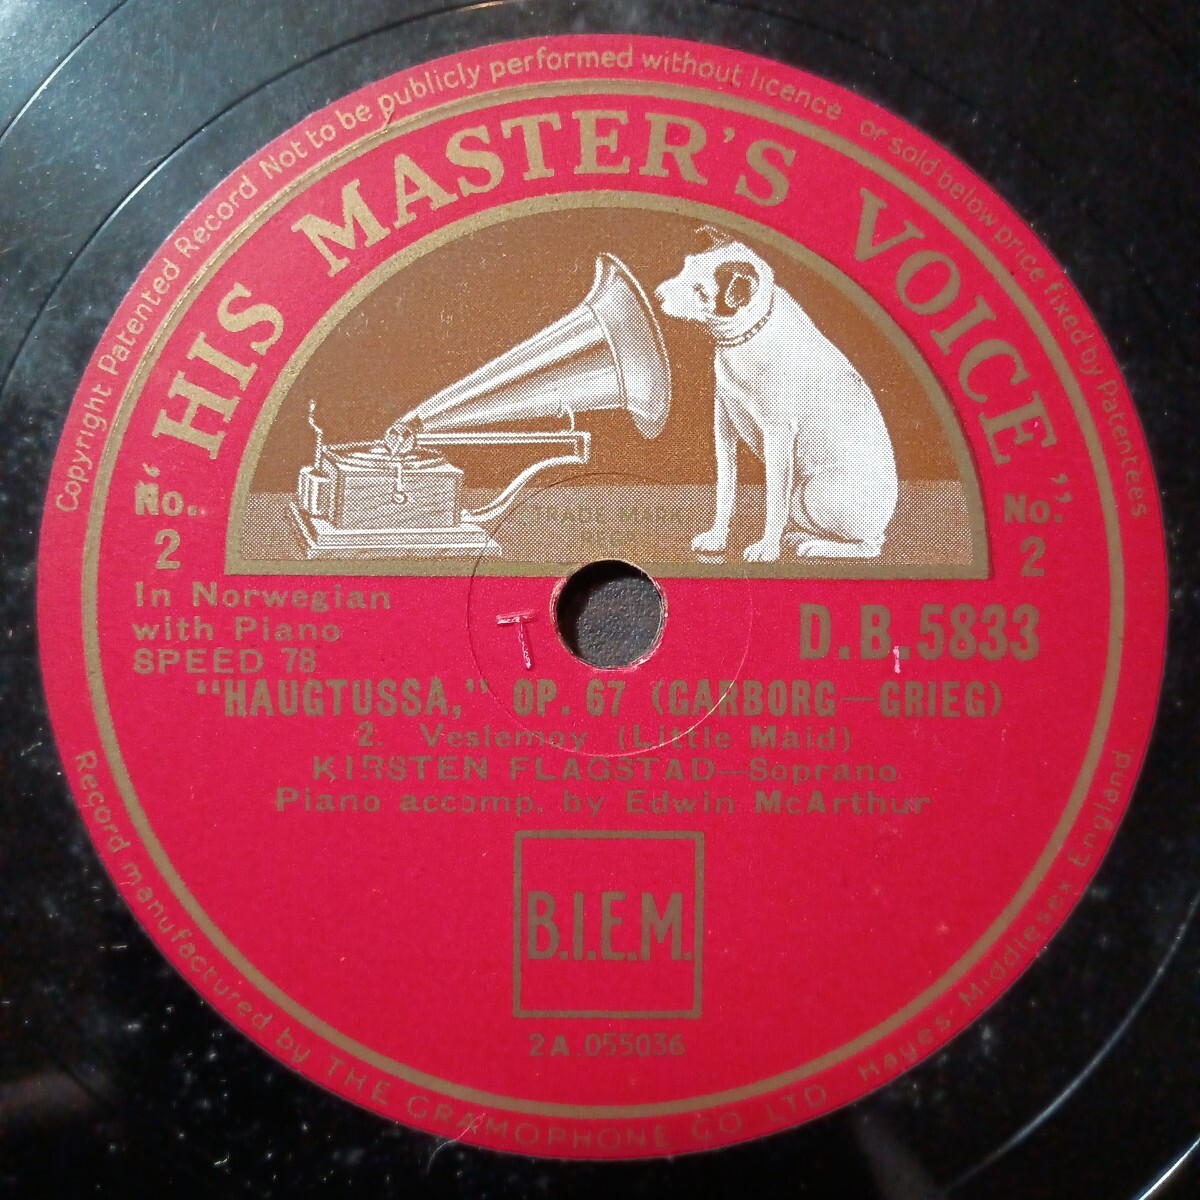 Copyright Patented Record Not to be publicly performed without licence or sold below price fixed by Patentees
"HIS MASTER'S VOICE"
TRADE-MARK
No.
2
No.
2
In Norwegian
with Piano
SPEED 78
T
D.B.5833
"HAUGTUSSA," OP. 67 (GARBORG—GRIEG)
2. Veslemoy (Little Maid)
KIRSTEN FLAGSTAD—Soprano
Piano accomp. by Edwin McArthur
B.I.E.M.
2A.055036
Record manufactured by THE GRAMOPHONE CO LTD Hayes-Middlesex England.